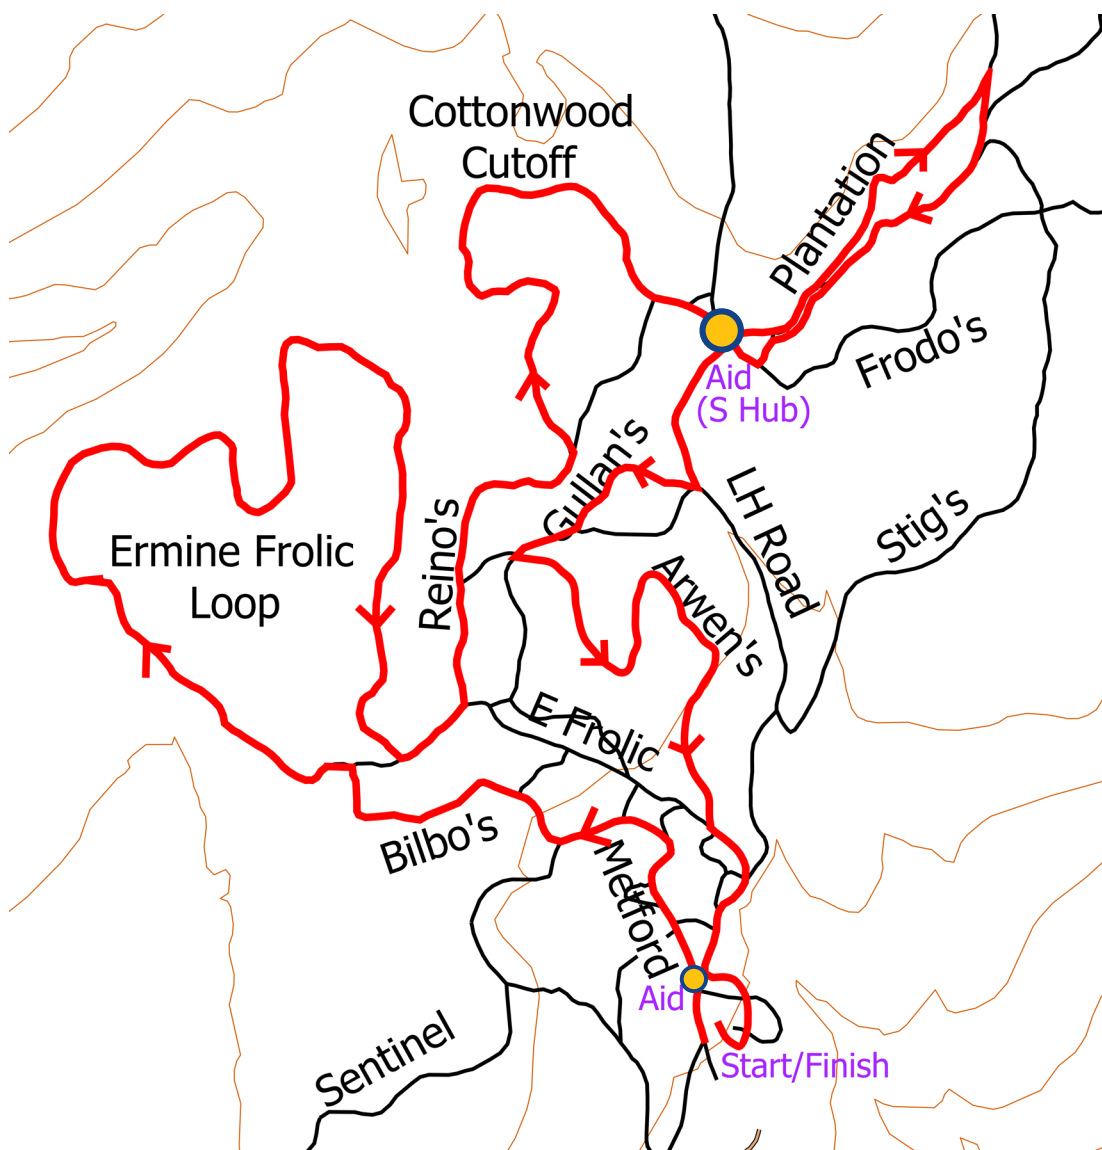 Cottonwood
Cutoff
Plantation
Frodo's
Aid
(S Hub)
Gullan's
LH Road
Stig's
Reino's
Ermine Frolic
Loop
Arwen's
E Frolic
Bilbo's
Metford
Aid
Sentinel
Start/Finish